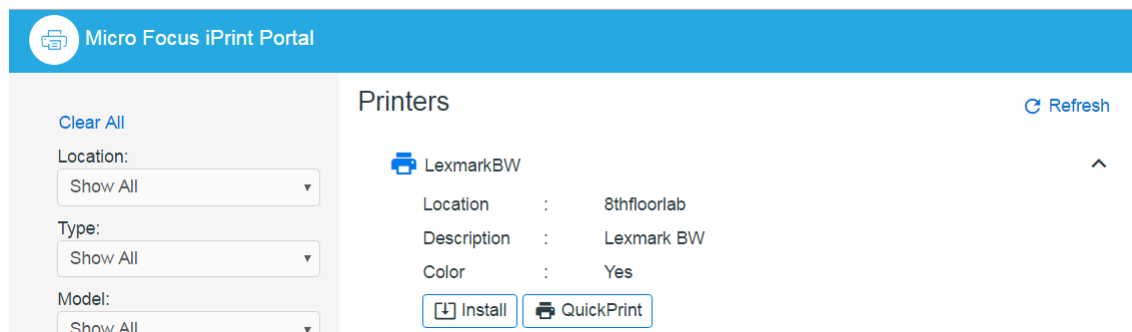 Micro Focus iPrint Portal
Clear All
Location:
Show All
Type:
Show All
Model:
Show All
Printers
Refresh
LexmarkBW
Location : 8thfloorlab
Description : Lexmark BW
Color : Yes
Install QuickPrint